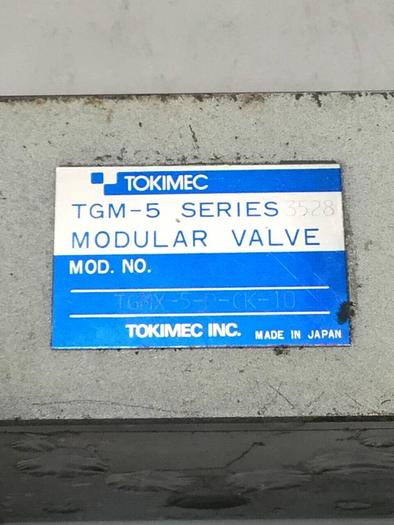 TOKIMEC
TGM-5 SERIES 3528
MODULAR VALVE
MOD. NO.
TGMX-5-P-CK-10
TOKIMEC INC. MADE IN JAPAN